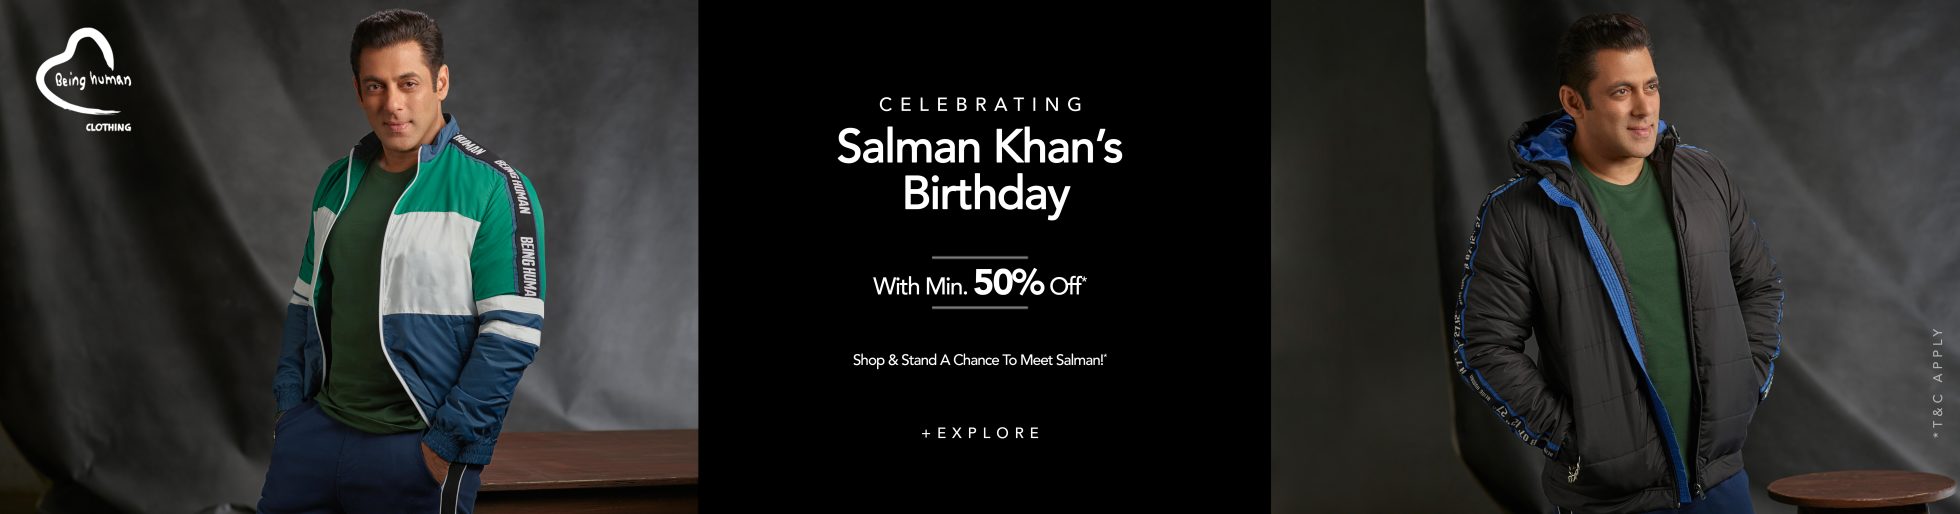 Being human
CLOTHING
HUMAN
BEING HUMAN
BEING HUMA
CELEBRATING
Salman Khan's
Birthday
With Min. 50% Off*
Shop & Stand A Chance To Meet Salman!*
+ EXPLORE
*T&C APPLY